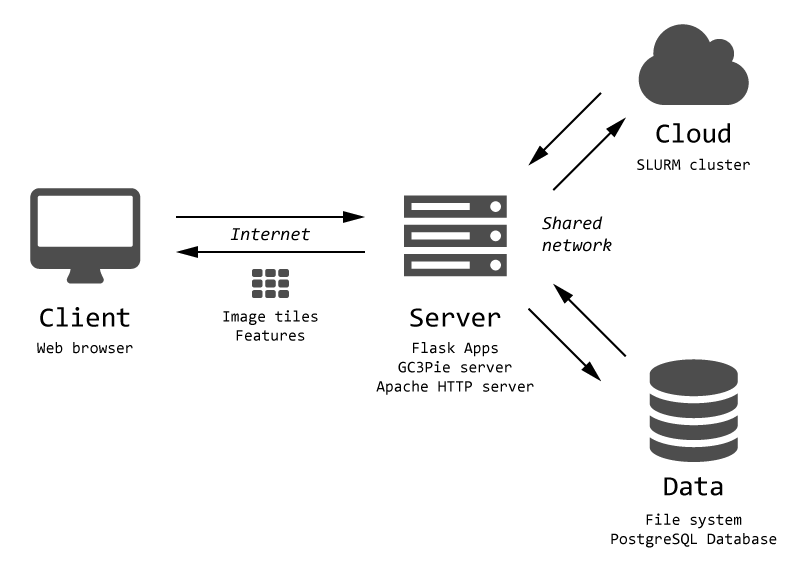 Cloud
SLURM cluster
Internet
Shared
network
Image tiles
Features
Client
Web browser
Server
Flask Apps
GC3Pie server
Apache HTTP server
Data
File system
PostgreSQL Database